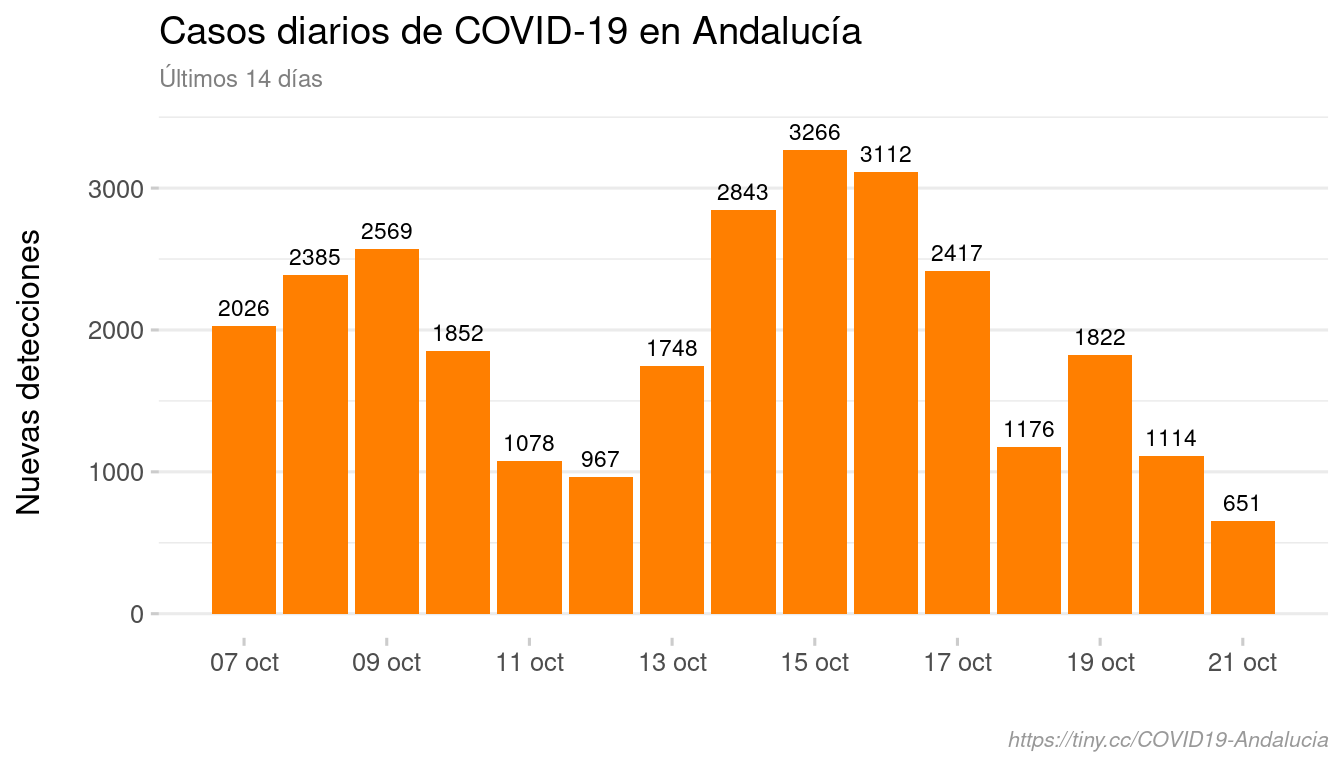 Casos diarios de COVID-19 en Andalucía
Últimos 14 días
Nuevas detecciones
3000
2000
1000
0
2026
2385
2569
1852
1078
967
1748
2843
3266
3112
2417
1176
1822
1114
651
07 oct
09 oct
11 oct
13 oct
15 oct
17 oct
19 oct
21 oct
https://tiny.cc/COVID19-Andalucia